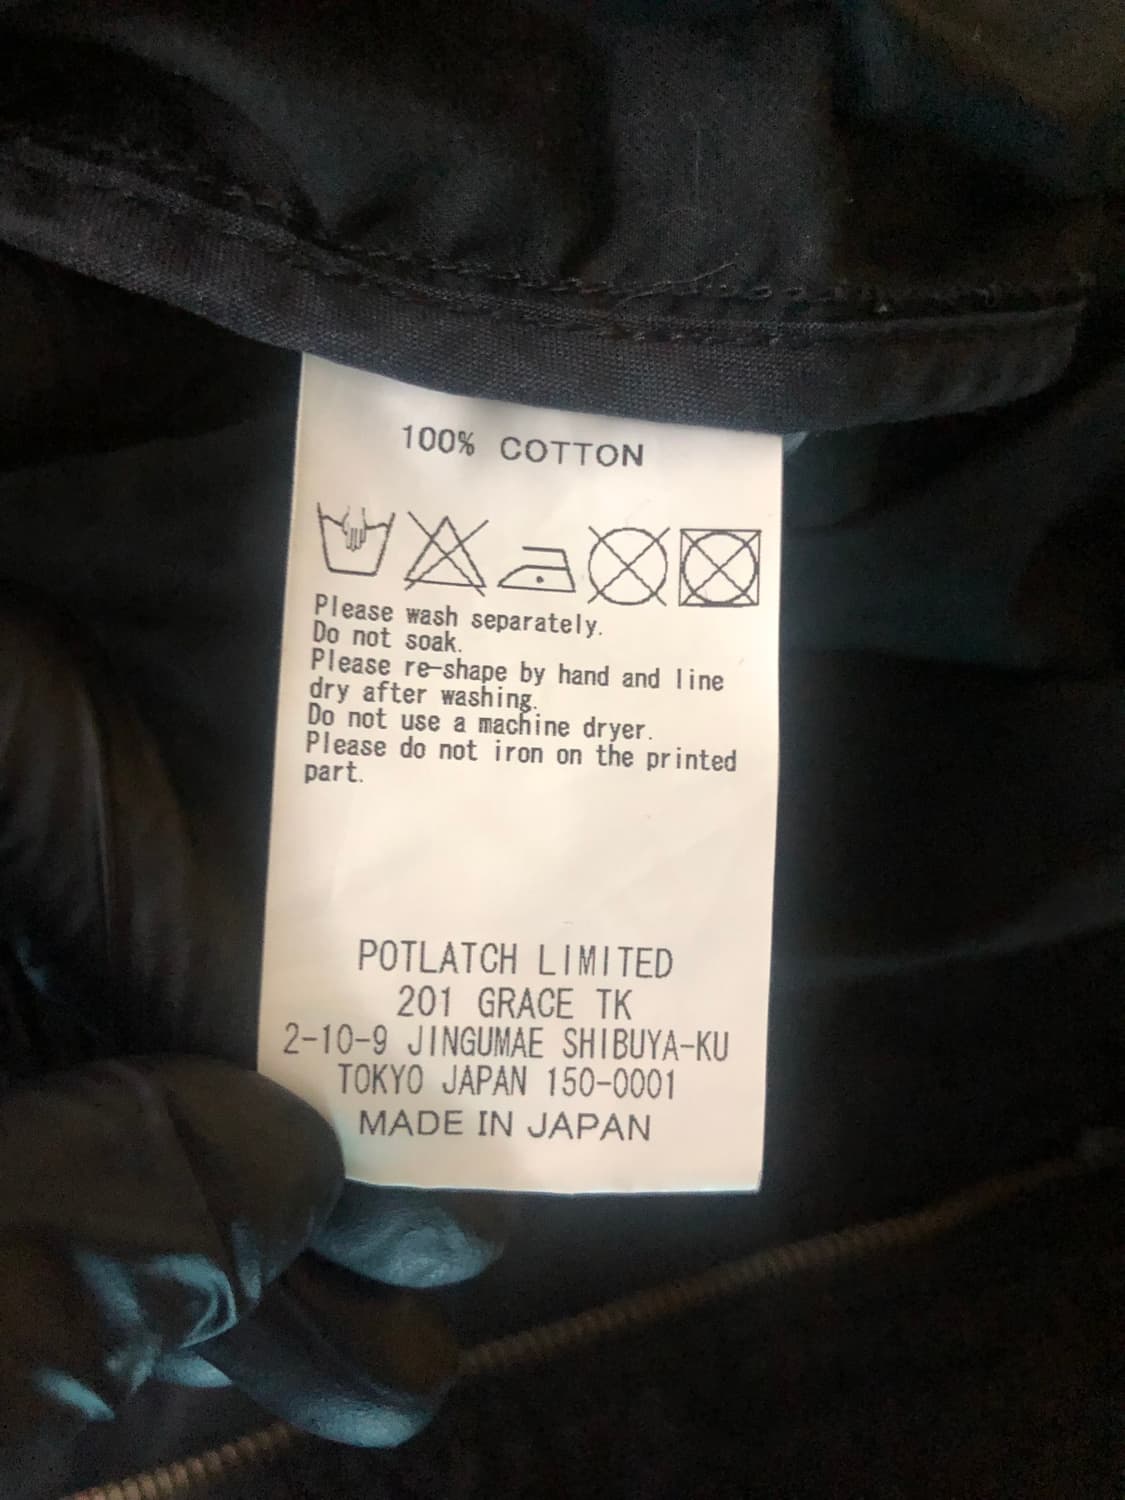 100% COTTON
Please wash separately.
Do not soak.
Please re-shape by hand and line
dry after washing.
Do not use a machine dryer.
Please do not iron on the printed
part.
POTLATCH LIMITED
201 GRACE TK
2-10-9 JINGUMAE SHIBUYA-KU
TOKYO JAPAN 150-0001
MADE IN JAPAN